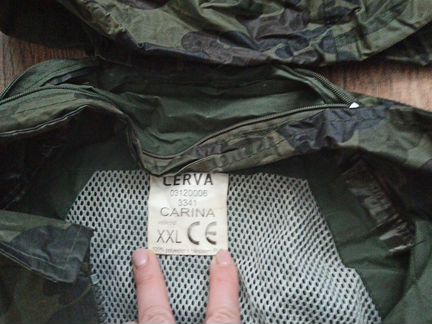 CERVA
03120006
3341
CARINA
XXL CE